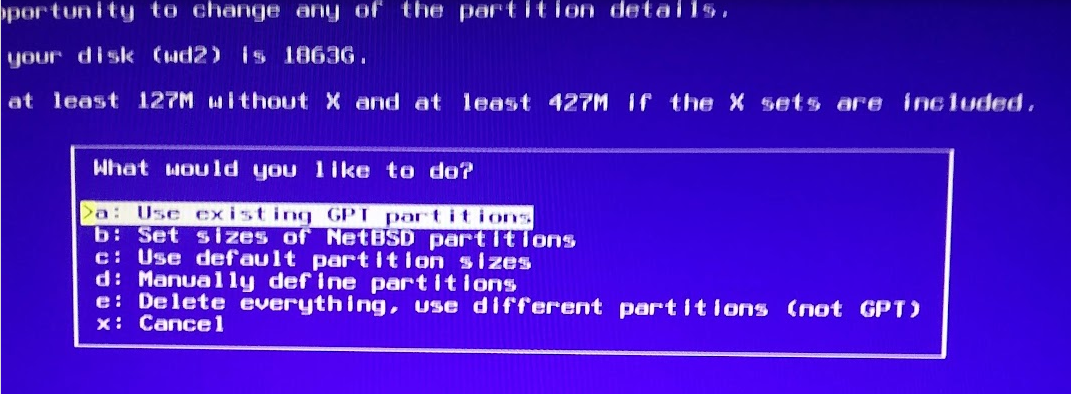 pportunity to change any of the partition details.
your disk (wd2) is 1863G.
at least 127M without X and at least 427M if the X sets are included.
What would you like to do?
>a: Use existing GPT partitions
b: Set sizes of NetBSD partitions
c: Use default partition sizes
d: Manually define partitions
e: Delete everything, use different partitions (not GPT)
x: Cancel